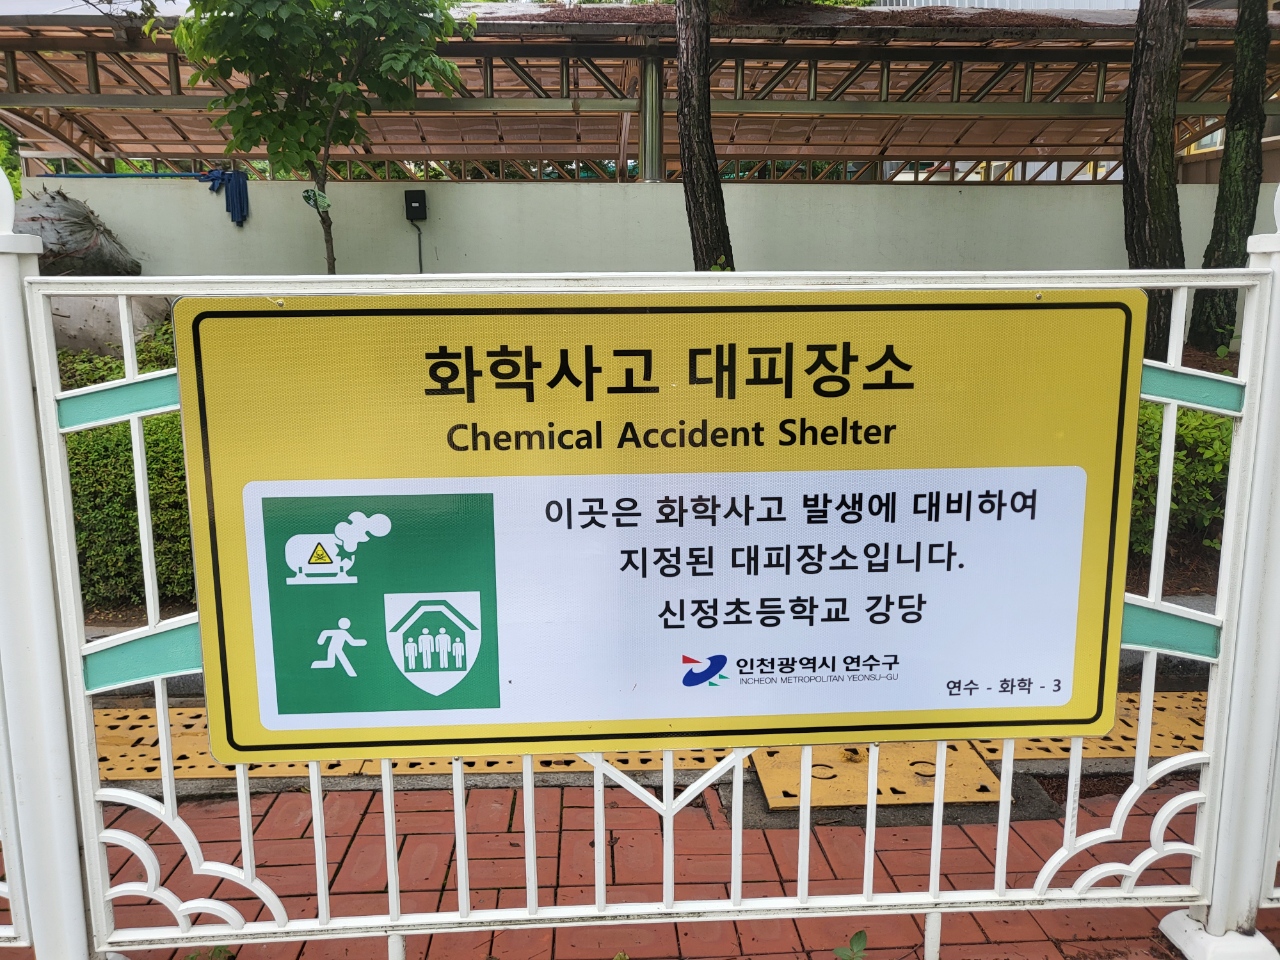 화학사고 대피장소
Chemical Accident Shelter
이곳은 화학사고 발생에 대비하여
지정된 대피장소입니다.
신정초등학교 강당
인천광역시 연수구
INCHEON METROPOLITAN YEONSU-GU
연수 - 화학 - 3